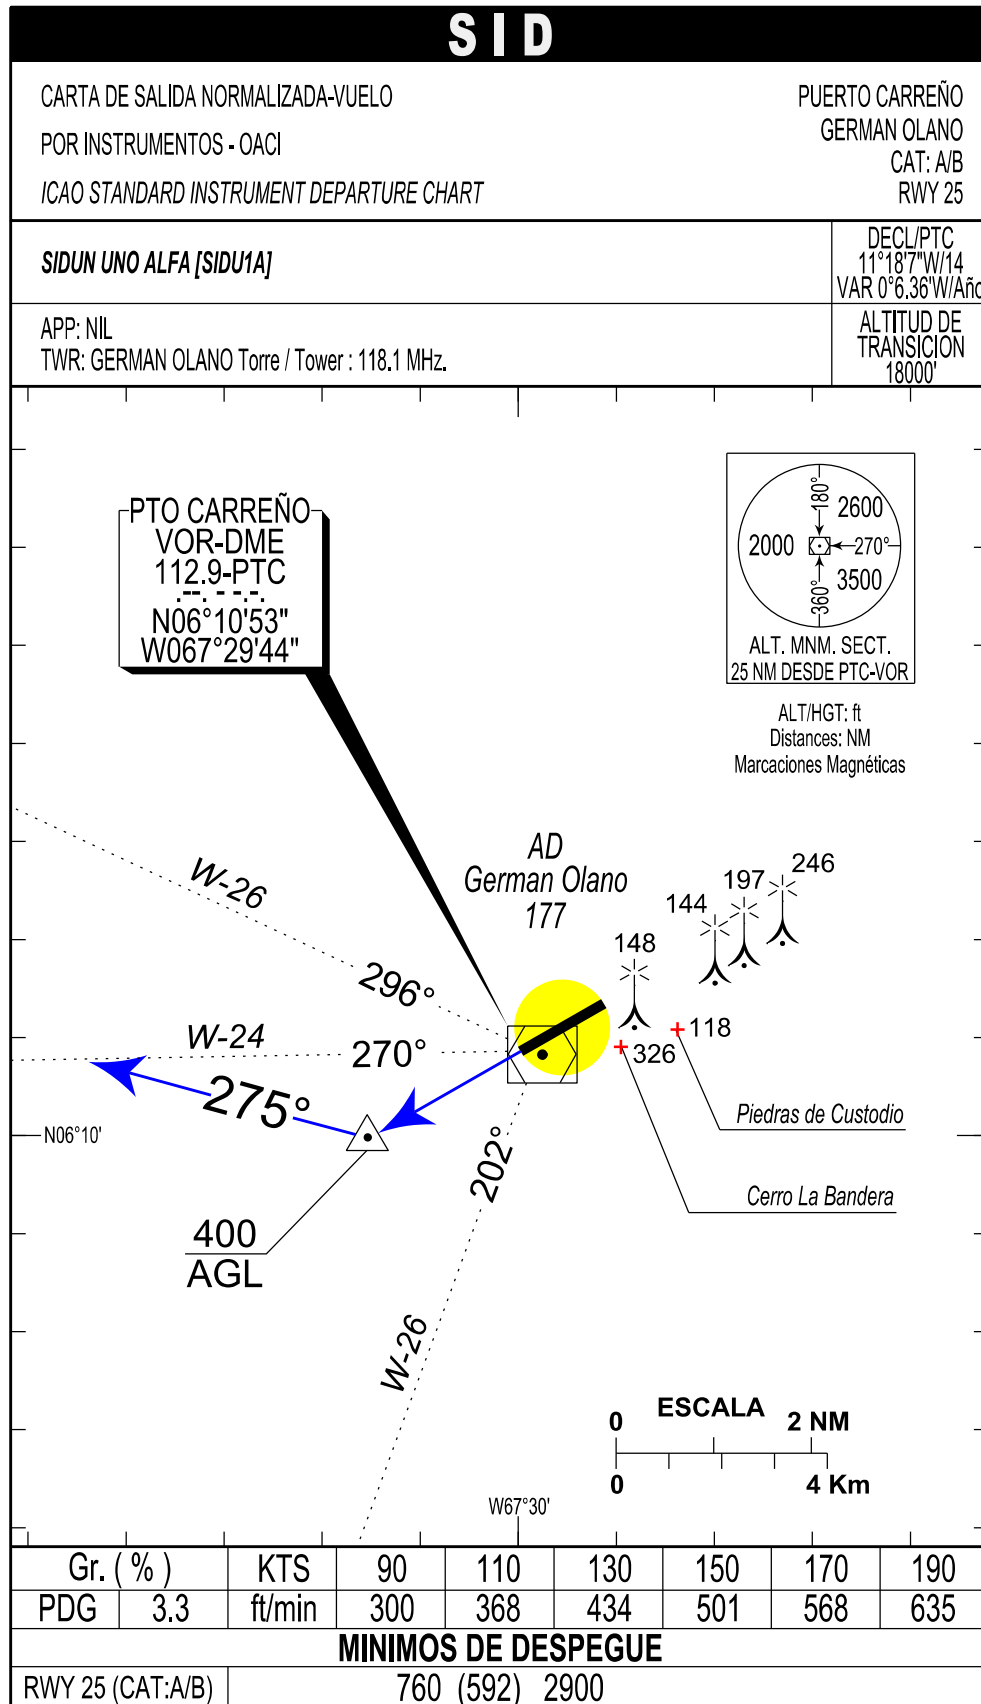 SID
CARTA DE SALIDA NORMALIZADA-VUELO
POR INSTRUMENTOS - OACI
ICAO STANDARD INSTRUMENT DEPARTURE CHART
PUERTO CARREÑO
GERMAN OLANO
CAT: A/B
RWY 25
SIDUN UNO ALFA [SIDU1A]
DECL/PTC
11°18'7"W/14
VAR 0°6.36'W/Año
APP: NIL
TWR: GERMAN OLANO Torre / Tower : 118.1 MHz.
ALTITUD DE
TRANSICION
18000'
PTO CARREÑO
VOR-DME
112.9-PTC
.--. - -.-.
N06°10'53"
W067°29'44"
180°
2600
2000
270°
360°
3500
ALT. MNM. SECT.
25 NM DESDE PTC-VOR
ALT/HGT: ft
Distances: NM
Marcaciones Magnéticas
AD
German Olano
177
W-26
296°
W-24
270°
275°
N06°10'
400
AGL
202°
W-26
148
144
197
246
118
326
Piedras de Custodio
Cerro La Bandera
ESCALA
0 2 NM
0 4 Km
W67°30'
Gr. ( % ) KTS 90 110 130 150 170 190
PDG 3.3 ft/min 300 368 434 501 568 635
MINIMOS DE DESPEGUE
RWY 25 (CAT:A/B) 760 (592) 2900